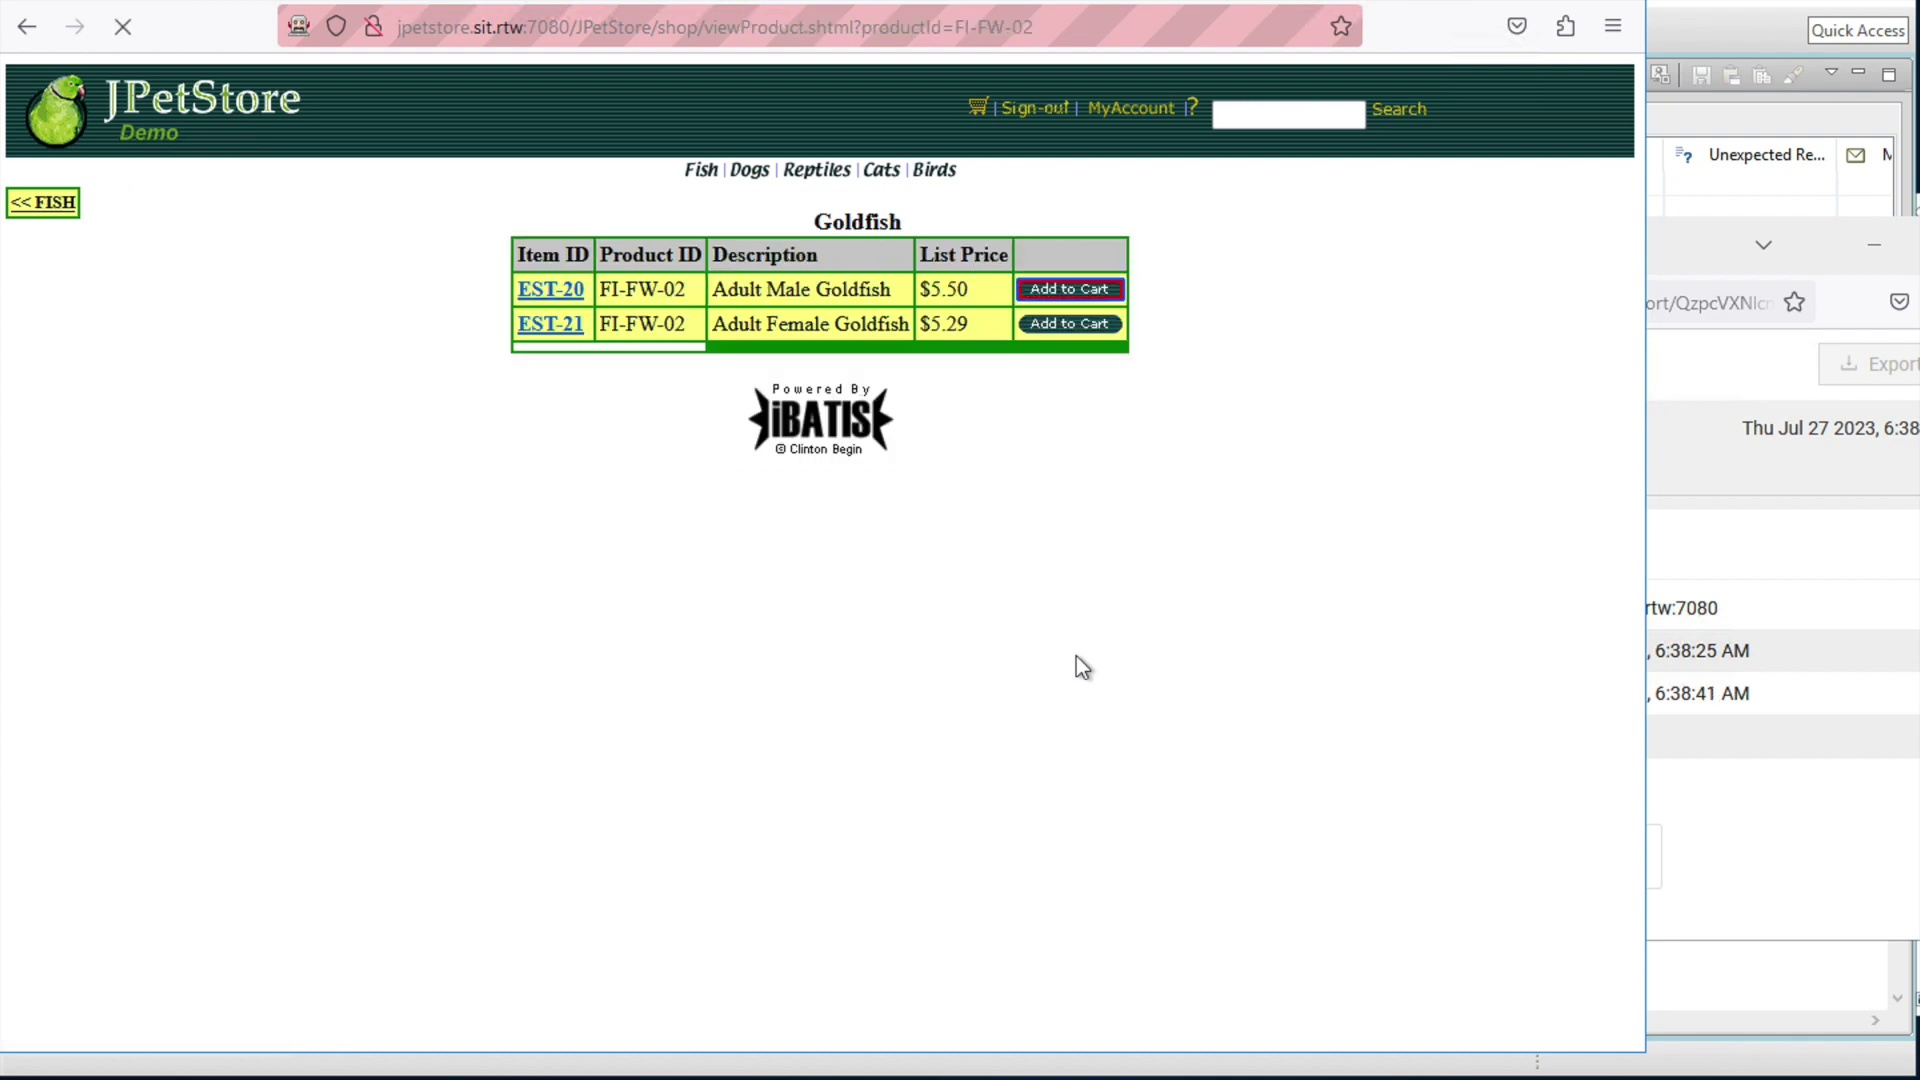 jpetstore.sit.rtw:7080/JPetStore/shop/viewProduct.shtml?productId=FI-FW-02
Quick Access
JPetStore
Demo
| Sign-out | MyAccount | ? Search
Unexpected Re...
Fish | Dogs | Reptiles | Cats | Birds
<< FISH
Goldfish
Item ID Product ID Description List Price
EST-20 FI-FW-02 Adult Male Goldfish $5.50 Add to Cart
EST-21 FI-FW-02 Adult Female Goldfish $5.29 Add to Cart
Export
Powered By
iBATIS
© Clinton Begin
Thu Jul 27 2023, 6:38
rtw:7080
, 6:38:25 AM
, 6:38:41 AM